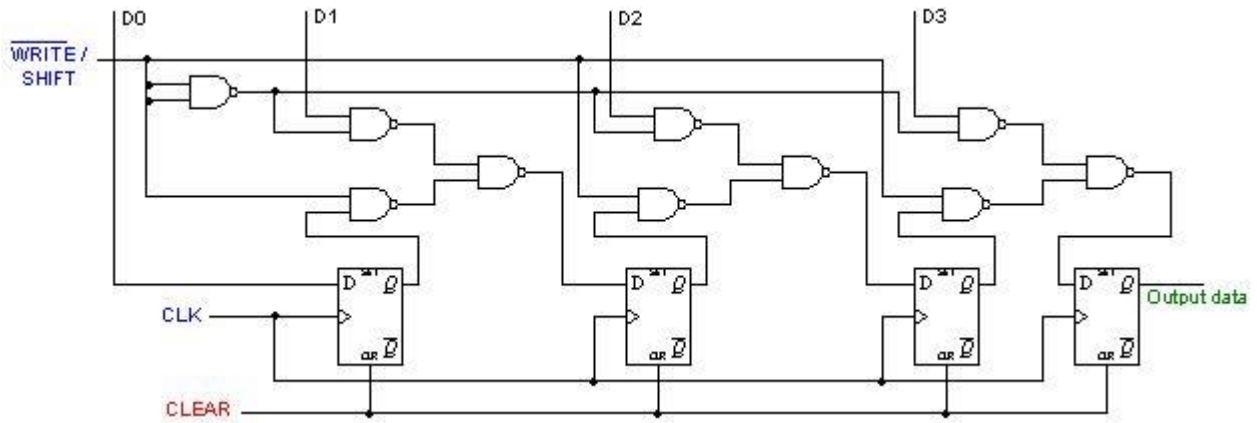 D0
D1
D2
D3
WRITE /
SHIFT
D Q
D Q
D Q
D Q
Output data
CLK
Q
Q
Q
Q
CLEAR